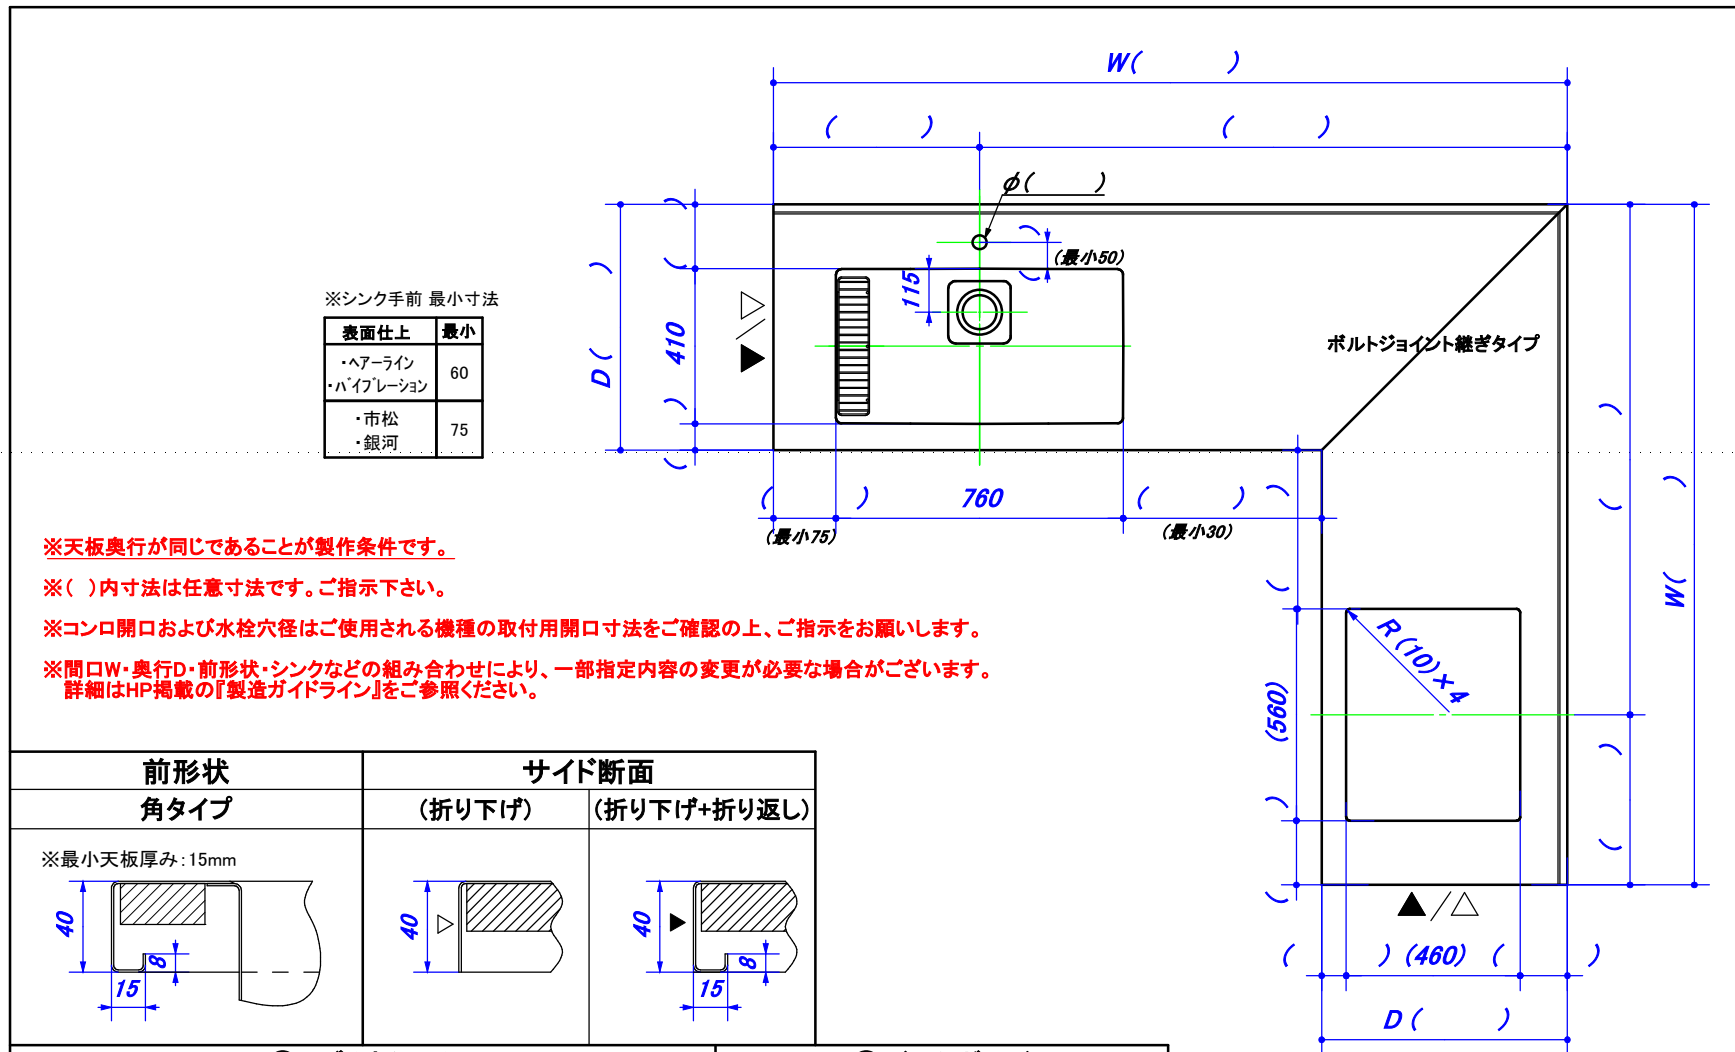 W(　　)
(　　)
(　　)
φ(　　)
(最小50)
115
410
D(　　)
※シンク手前 最小寸法
表面仕上 最小
・ヘアーライン
・バイブレーション
60
・市松
・銀河
75
ボルトジョイント継ぎタイプ
(　　)
760
(　　)
(最小75)
(最小30)
W(　　)
※天板奥行が同じであることが製作条件です。
※(　)内寸法は任意寸法です。ご指示下さい。
※コンロ開口および水栓穴径はご使用される機種の取付用開口寸法をご確認の上、ご指示をお願いします。
※間口W・奥行D・前形状・シンクなどの組み合わせにより、一部指定内容の変更が必要な場合がございます。
詳細はHP掲載の『製造ガイドライン』をご参照ください。
R(10)×4
(560)
(　　)
(460)
(　　)
D(　　)
前形状
サイド断面
角タイプ
(折り下げ)
(折り下げ+折り返し)
※最小天板厚み:15mm
40
8
15
40
40
8
15